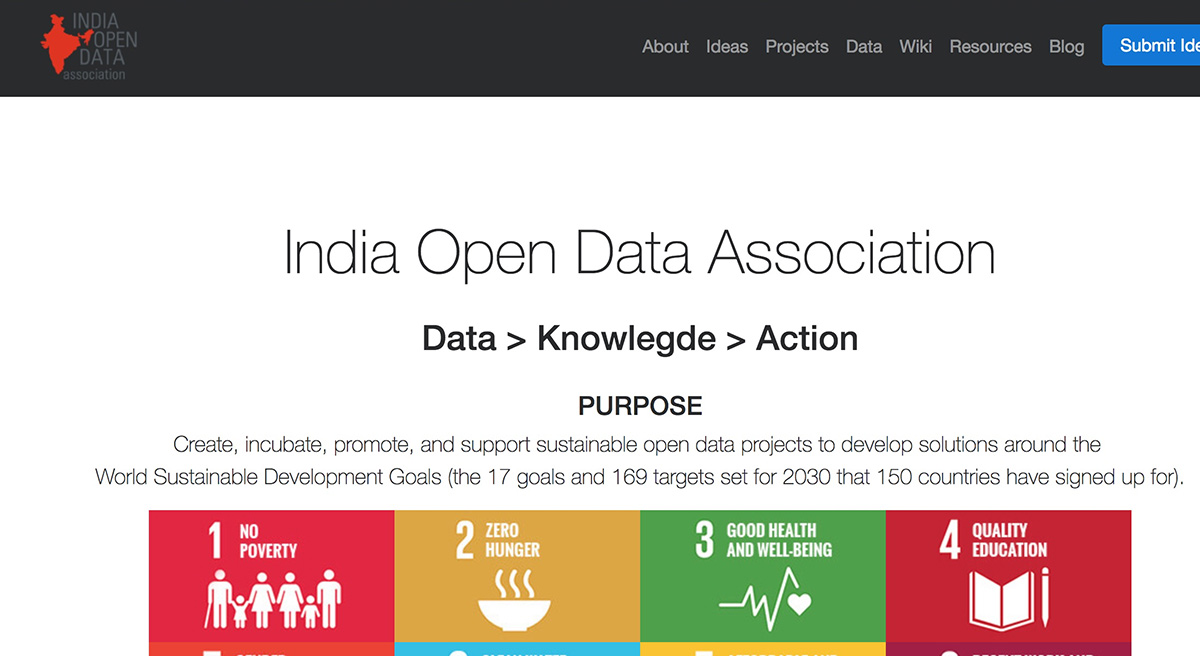 INDIA
OPEN
DATA
association
About Ideas Projects Data Wiki Resources Blog Submit Ide
India Open Data Association
Data > Knowlegde > Action
PURPOSE
Create, incubate, promote, and support sustainable open data projects to develop solutions around the
World Sustainable Development Goals (the 17 goals and 169 targets set for 2030 that 150 countries have signed up for).
1 NO
POVERTY
2 ZERO
HUNGER
3 GOOD HEALTH
AND WELL-BEING
4 QUALITY
EDUCATION